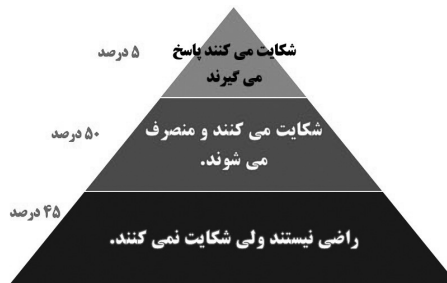 ۵ درصد
شکایت می کنند پاسخ
می گیرند
۵۰ درصد
شکایت می کنند و منصرف
می شوند.
۴۵ درصد
راضی نیستند ولی شکایت نمی کنند.